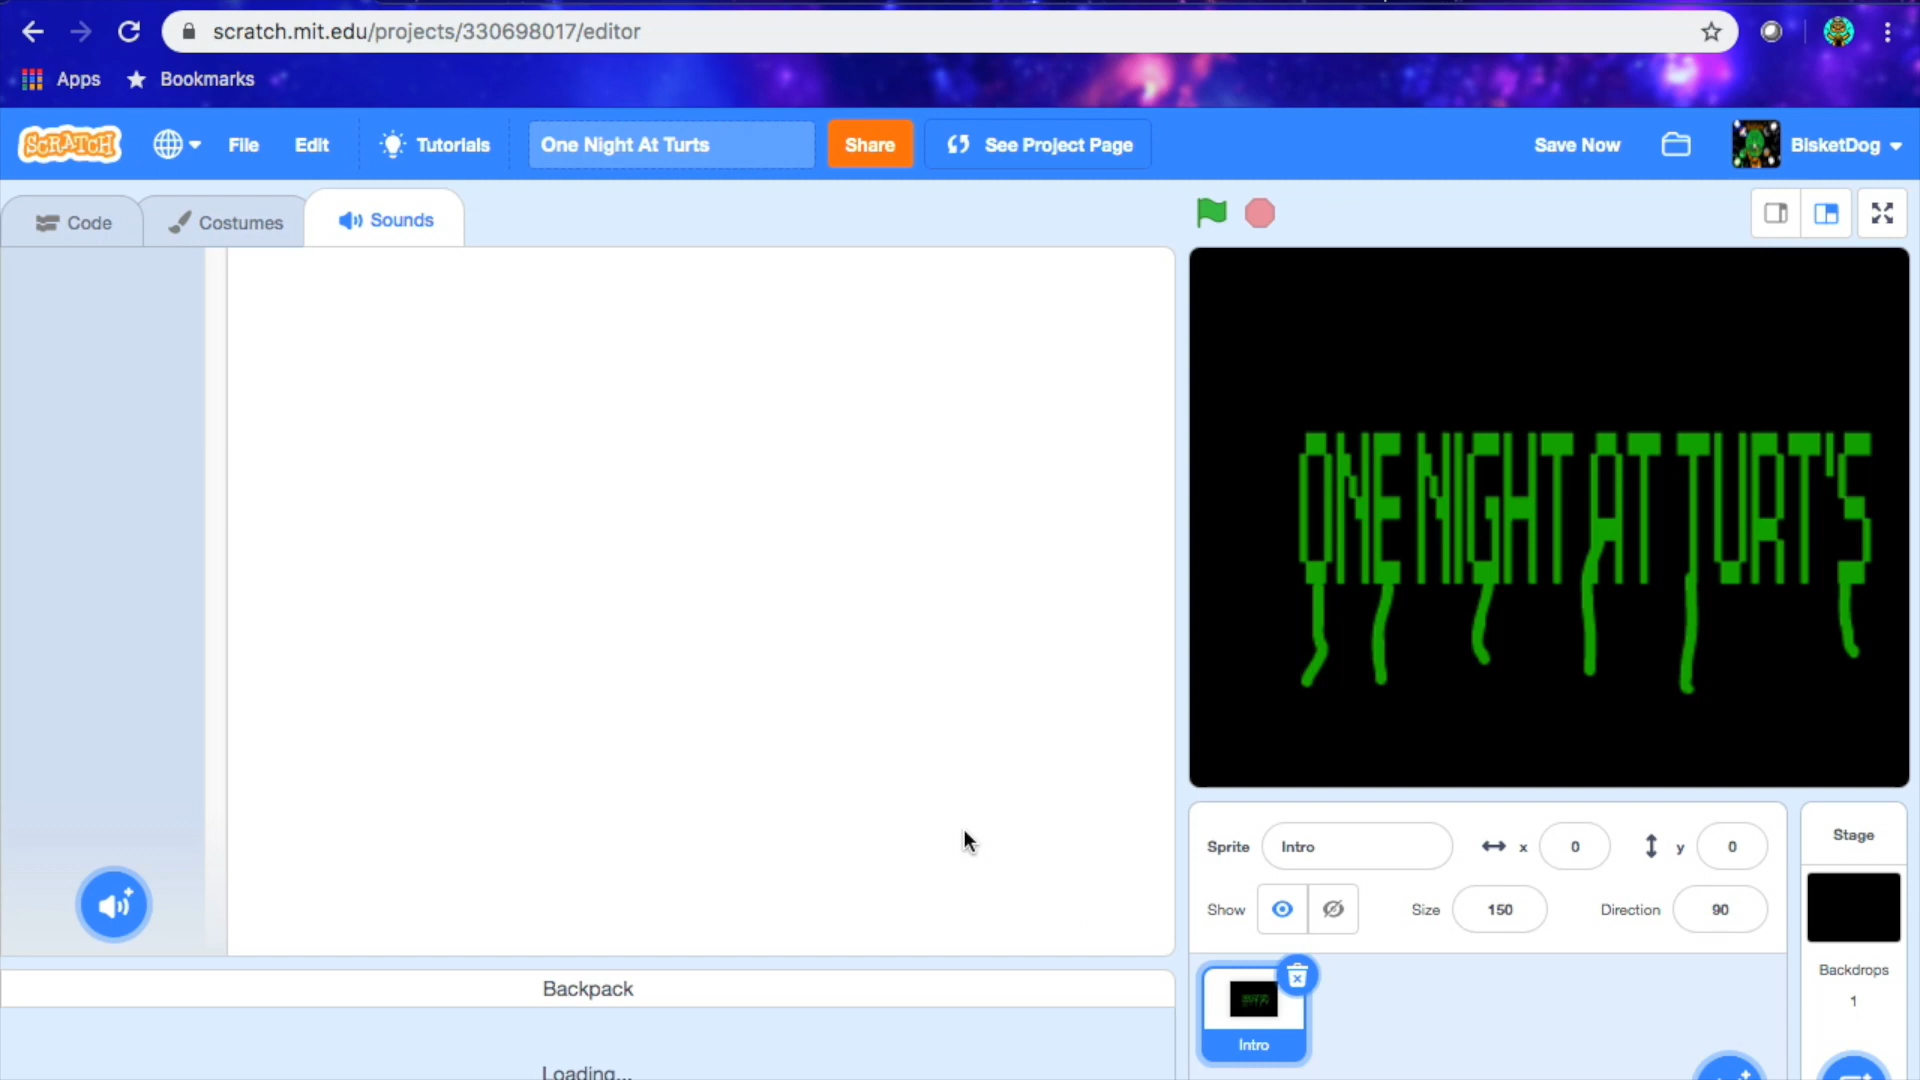 scratch.mit.edu/projects/330698017/editor
Apps Bookmarks
SCRATCH File Edit Tutorials One Night At Turts Share See Project Page Save Now BisketDog
Code Costumes Sounds
ONE NIGHT AT TURT'S
Sprite Intro x 0 y 0
Show Size 150 Direction 90
Stage
Backdrops
1
Intro
Backpack
Loading...